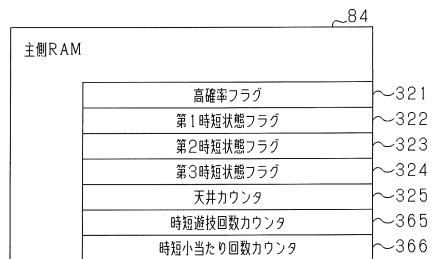 84
主側RAM
高確率フラグ 321
第1時短状態フラグ 322
第2時短状態フラグ 323
第3時短状態フラグ 324
天井カウンタ 325
時短遊技回数カウンタ 365
時短小当たり回数カウンタ 366